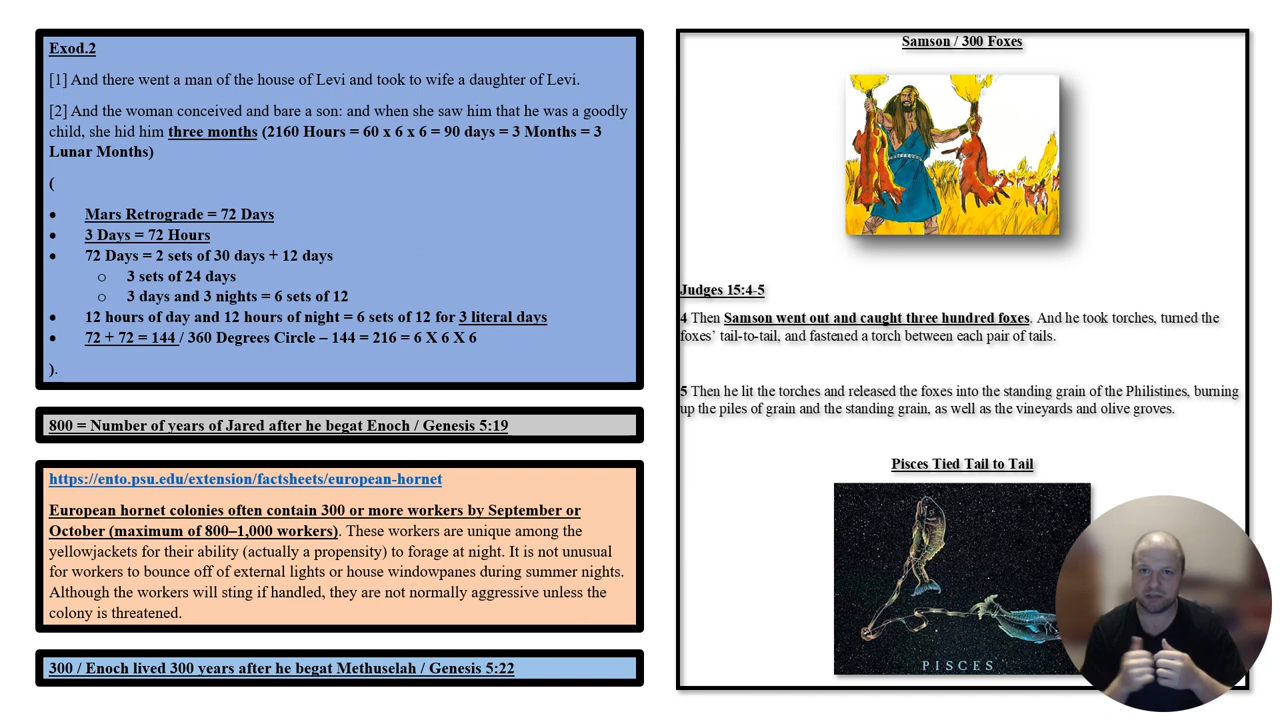 Exod.2
[1] And there went a man of the house of Levi and took to wife a daughter of Levi.
[2] And the woman conceived and bare a son: and when she saw him that he was a goodly
child, she hid him three months (2160 Hours = 60 x 6 x 6 = 90 days = 3 Months = 3
Lunar Months)
(
• Mars Retrograde = 72 Days
• 3 Days = 72 Hours
• 72 Days = 2 sets of 30 days + 12 days
o 3 sets of 24 days
o 3 days and 3 nights = 6 sets of 12
• 12 hours of day and 12 hours of night = 6 sets of 12 for 3 literal days
• 72 + 72 = 144 / 360 Degrees Circle – 144 = 216 = 6 X 6 X 6
).
800 = Number of years of Jared after he begat Enoch / Genesis 5:19
https://ento.psu.edu/extension/factsheets/european-hornet
European hornet colonies often contain 300 or more workers by September or
October (maximum of 800–1,000 workers). These workers are unique among the
yellowjackets for their ability (actually a propensity) to forage at night. It is not unusual
for workers to bounce off of external lights or house windowpanes during summer nights.
Although the workers will sting if handled, they are not normally aggressive unless the
colony is threatened.
300 / Enoch lived 300 years after he begat Methuselah / Genesis 5:22
Samson / 300 Foxes
Judges 15:4-5
4 Then Samson went out and caught three hundred foxes. And he took torches, turned the
foxes’ tail-to-tail, and fastened a torch between each pair of tails.
5 Then he lit the torches and released the foxes into the standing grain of the Philistines, burning
up the piles of grain and the standing grain, as well as the vineyards and olive groves.
Pisces Tied Tail to Tail
PISCES